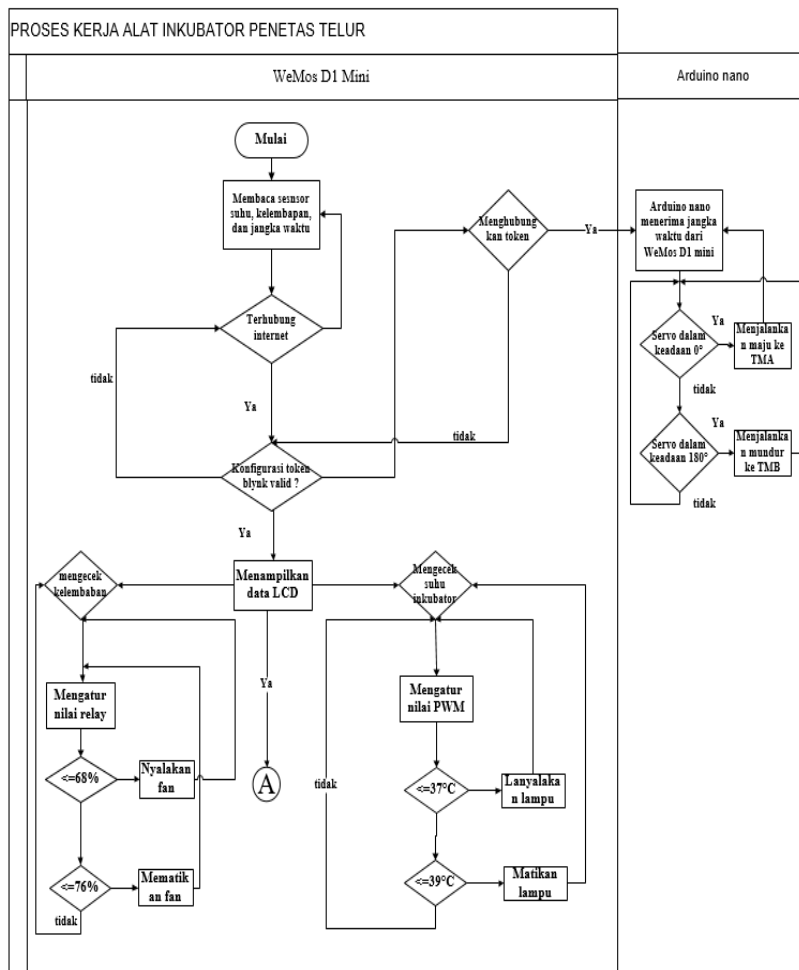 PROSES KERJA ALAT INKUBATOR PENETAS TELUR
WeMos D1 Mini
Arduino nano
Mulai
Membaca sesnsor
suhu, kelembapan,
dan jangka waktu
Menghubung
kan token
Ya
Arduino nano
menerima jangka
waktu dari
WeMos D1 mini
Terhubung
internet
tidak
Ya
Servo dalam
keadaan 0°
Ya
Menjalanka
n maju ke
TMA
tidak
tidak
Konfigurasi token
blynk valid ?
Servo dalam
keadaan 180°
Ya
Menjalanka
n mundur
ke TMB
tidak
Ya
mengecek
kelembaban
Menampilkan
data LCD
Mengecek
suhu
inkubator
Ya
Mengatur
nilai relay
Mengatur
nilai PWM
<=68%
Nyalakan
fan
A
tidak
<=37°C
Lanyalaka
n lampu
<=76%
Mematik
an fan
tidak
<=39°C
Matikan
lampu